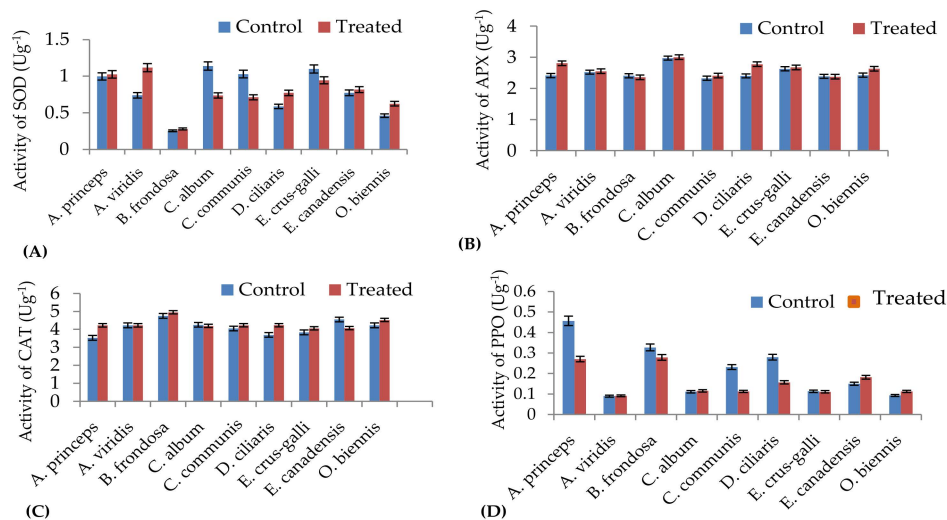 (A)
Control Treated
Activity of SOD (Ug-1)
1.5
1
0.5
0
A. princeps
A. viridis
B. frondosa
C. album
C. communis
D. ciliaris
E. crus-galli
E. canadensis
O. biennis
(A)
Control Treated
Activity of APX (Ug-1)
4
3
2
1
0
A. princeps
A. viridis
B. frondosa
C. album
C. communis
D. ciliaris
E. crus-galli
E. canadensis
O. biennis
(B)
Control Treated
Activity of CAT (Ug-1)
6
5
4
3
2
1
0
A. princeps
A. viridis
B. frondosa
C. album
C. communis
D. ciliaris
E. crus-galli
E. canadensis
O. biennis
(C)
Control Treated
Activity of PPO (Ug-1)
0.6
0.5
0.4
0.3
0.2
0.1
0
A. princeps
A. viridis
B. frondosa
C. album
C. communis
D. ciliaris
E. crus-galli
E. canadensis
O. biennis
(D)